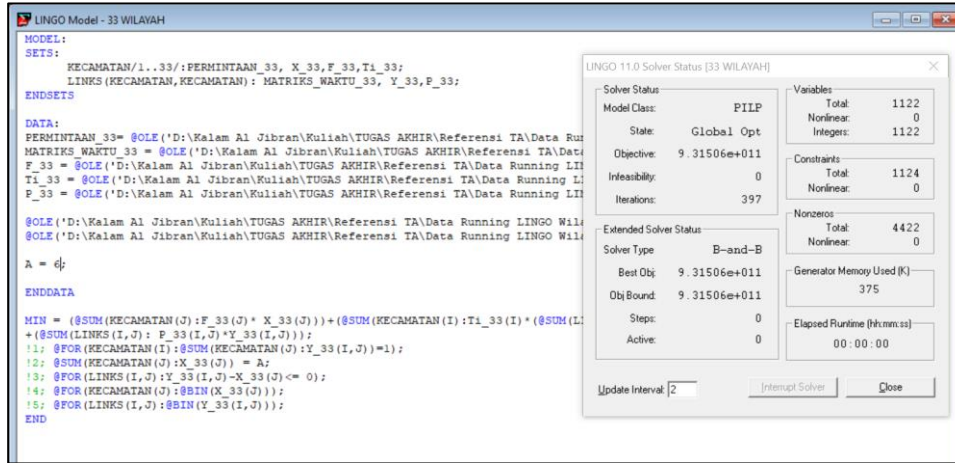 LINGO Model - 33 WILAYAH
MODEL:
SETS:
KECAMATAN/1..33/:PERMINTAAN_33, X_33,F_33,Ti_33;
LINKS(KECAMATAN,KECAMATAN): MATRIKS_WAKTU_33, Y_33,P_33;
ENDSETS
DATA:
PERMINTAAN_33= @OLE('D:\Kalam Al Jibran\Kuliah\TUGAS AKHIR\Referensi TA\Data Run
MATRIKS_WAKTU_33 = @OLE('D:\Kalam Al Jibran\Kuliah\TUGAS AKHIR\Referensi TA\Data
F_33 = @OLE('D:\Kalam Al Jibran\Kuliah\TUGAS AKHIR\Referensi TA\Data Running LIN
Ti_33 = @OLE('D:\Kalam Al Jibran\Kuliah\TUGAS AKHIR\Referensi TA\Data Running LI
P_33 = @OLE('D:\Kalam Al Jibran\Kuliah\TUGAS AKHIR\Referensi TA\Data Running LIN
@OLE('D:\Kalam Al Jibran\Kuliah\TUGAS AKHIR\Referensi TA\Data Running LINGO Wila
@OLE('D:\Kalam Al Jibran\Kuliah\TUGAS AKHIR\Referensi TA\Data Running LINGO Wila
A = 6;
ENDDATA
MIN = (@SUM(KECAMATAN(J):F_33(J)* X_33(J)))+(@SUM(KECAMATAN(I):Ti_33(I)*(@SUM(LI
+(@SUM(LINKS(I,J): P_33(I,J)*Y_33(I,J)));
!1; @FOR(KECAMATAN(I):@SUM(KECAMATAN(J):Y_33(I,J))=1);
!2; @SUM(KECAMATAN(J):X_33(J)) = A;
!3; @FOR(LINKS(I,J):Y_33(I,J)-X_33(J)<= 0);
!4; @FOR(KECAMATAN(J):@BIN(X_33(J)));
!5; @FOR(LINKS(I,J):@BIN(Y_33(I,J)));
END
LINGO 11.0 Solver Status [33 WILAYAH]
Solver Status
Model Class: PILP
State: Global Opt
Objective: 9.31506e+011
Infeasibility: 0
Iterations: 397
Extended Solver Status
Solver Type B-and-B
Best Obj: 9.31506e+011
Obj Bound: 9.31506e+011
Steps: 0
Active: 0
Variables
Total: 1122
Nonlinear: 0
Integers: 1122
Constraints
Total: 1124
Nonlinear: 0
Nonzeros
Total: 4422
Nonlinear: 0
Generator Memory Used (K)
375
Elapsed Runtime (hh:mm:ss)
00:00:00
Update Interval: 2
Interrupt Solver
Close